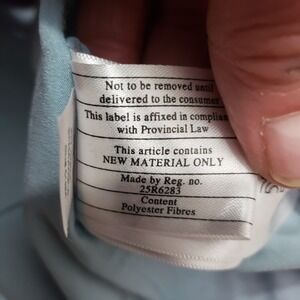 Not to be removed until
delivered to the consumer
This label is affixed in
with Provincial Law
This article contains
NEW MATERIAL ONLY
Made by Reg. no.
25R6283
Content
Polyester Fibres